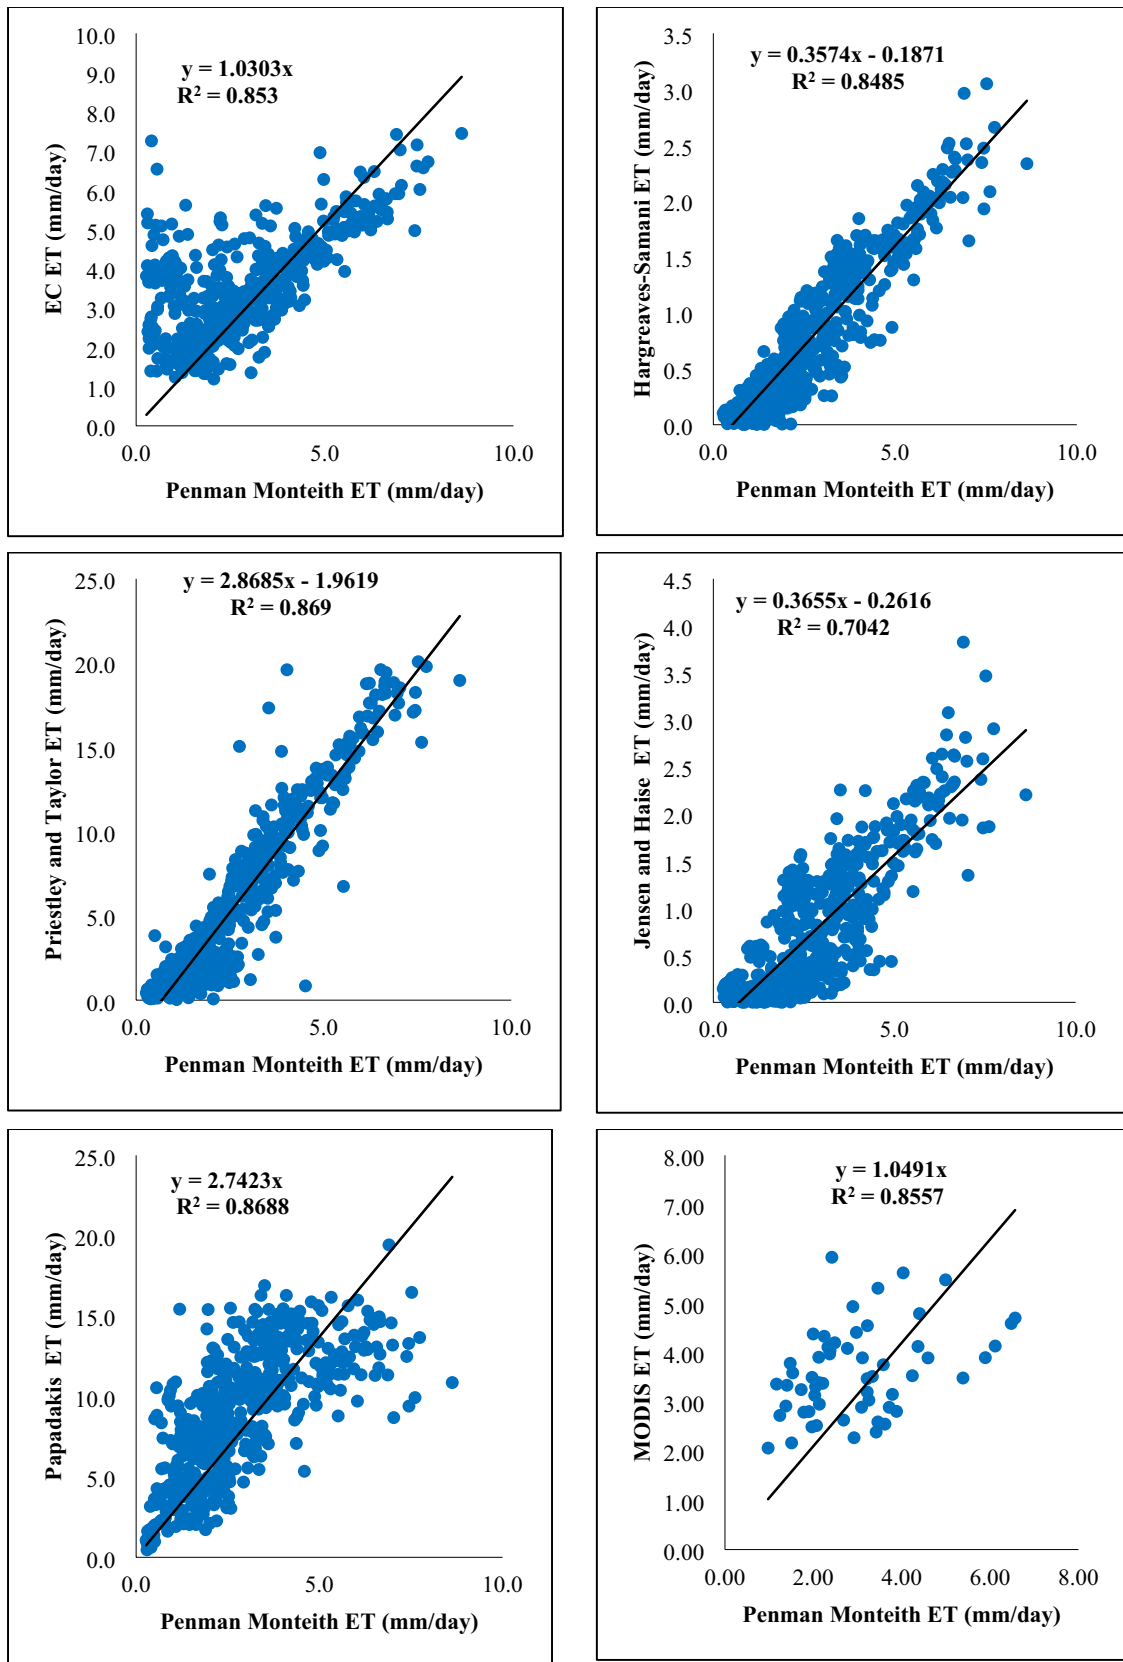 y = 1.0303x
R² = 0.853
EC ET (mm/day)
10.0
9.0
8.0
7.0
6.0
5.0
4.0
3.0
2.0
1.0
0.0
0.0 5.0 10.0
Penman Monteith ET (mm/day)
y = 0.3574x - 0.1871
R² = 0.8485
Hargreaves-Samani ET (mm/day)
3.5
3.0
2.5
2.0
1.5
1.0
0.5
0.0
0.0 5.0 10.0
Penman Monteith ET (mm/day)
y = 2.8685x - 1.9619
R² = 0.869
Priestley and Taylor ET (mm/day)
25.0
20.0
15.0
10.0
5.0
0.0
0.0 5.0 10.0
Penman Monteith ET (mm/day)
y = 0.3655x - 0.2616
R² = 0.7042
Jensen and Haise ET (mm/day)
4.5
4.0
3.5
3.0
2.5
2.0
1.5
1.0
0.5
0.0
0.0 5.0 10.0
Penman Monteith ET (mm/day)
y = 2.7423x
R² = 0.8688
Papadakis ET (mm/day)
25.0
20.0
15.0
10.0
5.0
0.0
0.0 5.0 10.0
Penman Monteith ET (mm/day)
y = 1.0491x
R² = 0.8557
MODIS ET (mm/day)
8.00
7.00
6.00
5.00
4.00
3.00
2.00
1.00
0.00
0.00 2.00 4.00 6.00 8.00
Penman Monteith ET (mm/day)